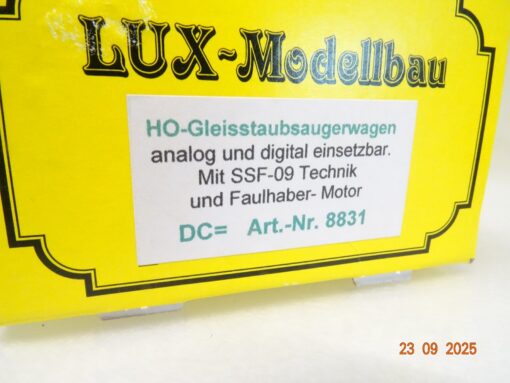 LUX-Modellbau
HO-Gleisstaubsaugerwagen
analog und digital einsetzbar.
Mit SSF-09 Technik
und Faulhaber- Motor
DC= Art.-Nr. 8831
23 09 2025